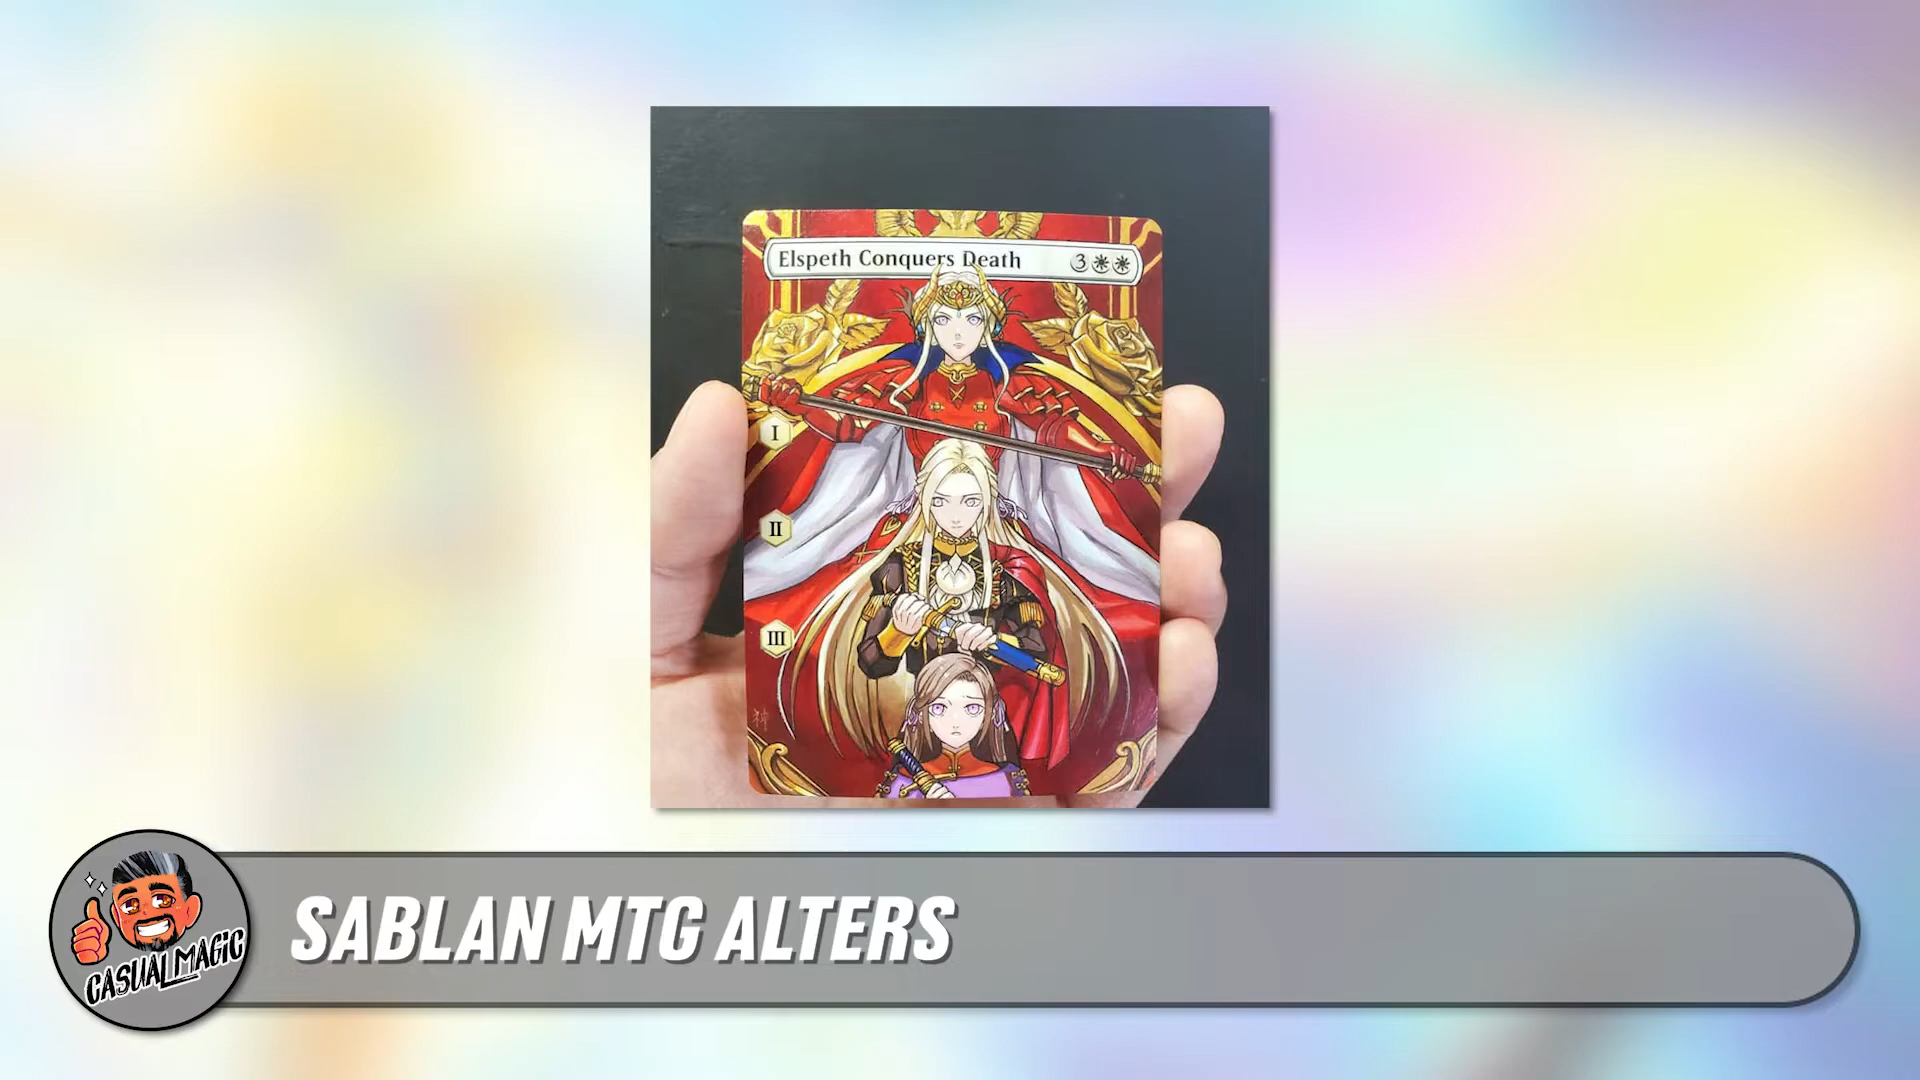 Elspeth Conquers Death 3
I
II
III
CASUAL MAGIC
SABLAN MTG ALTERS